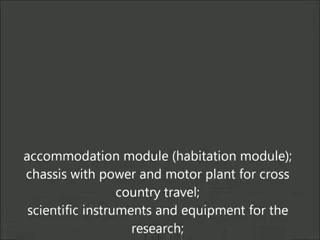 accommodation module (habitation module);
chassis with power and motor plant for cross
country travel;
scientific instruments and equipment for the
research;